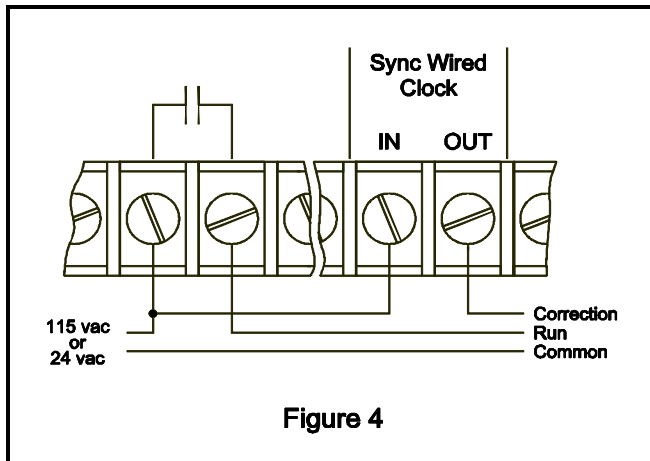 Sync Wired
Clock
IN OUT
115 vac
or
24 vac
Correction
Run
Common
Figure 4